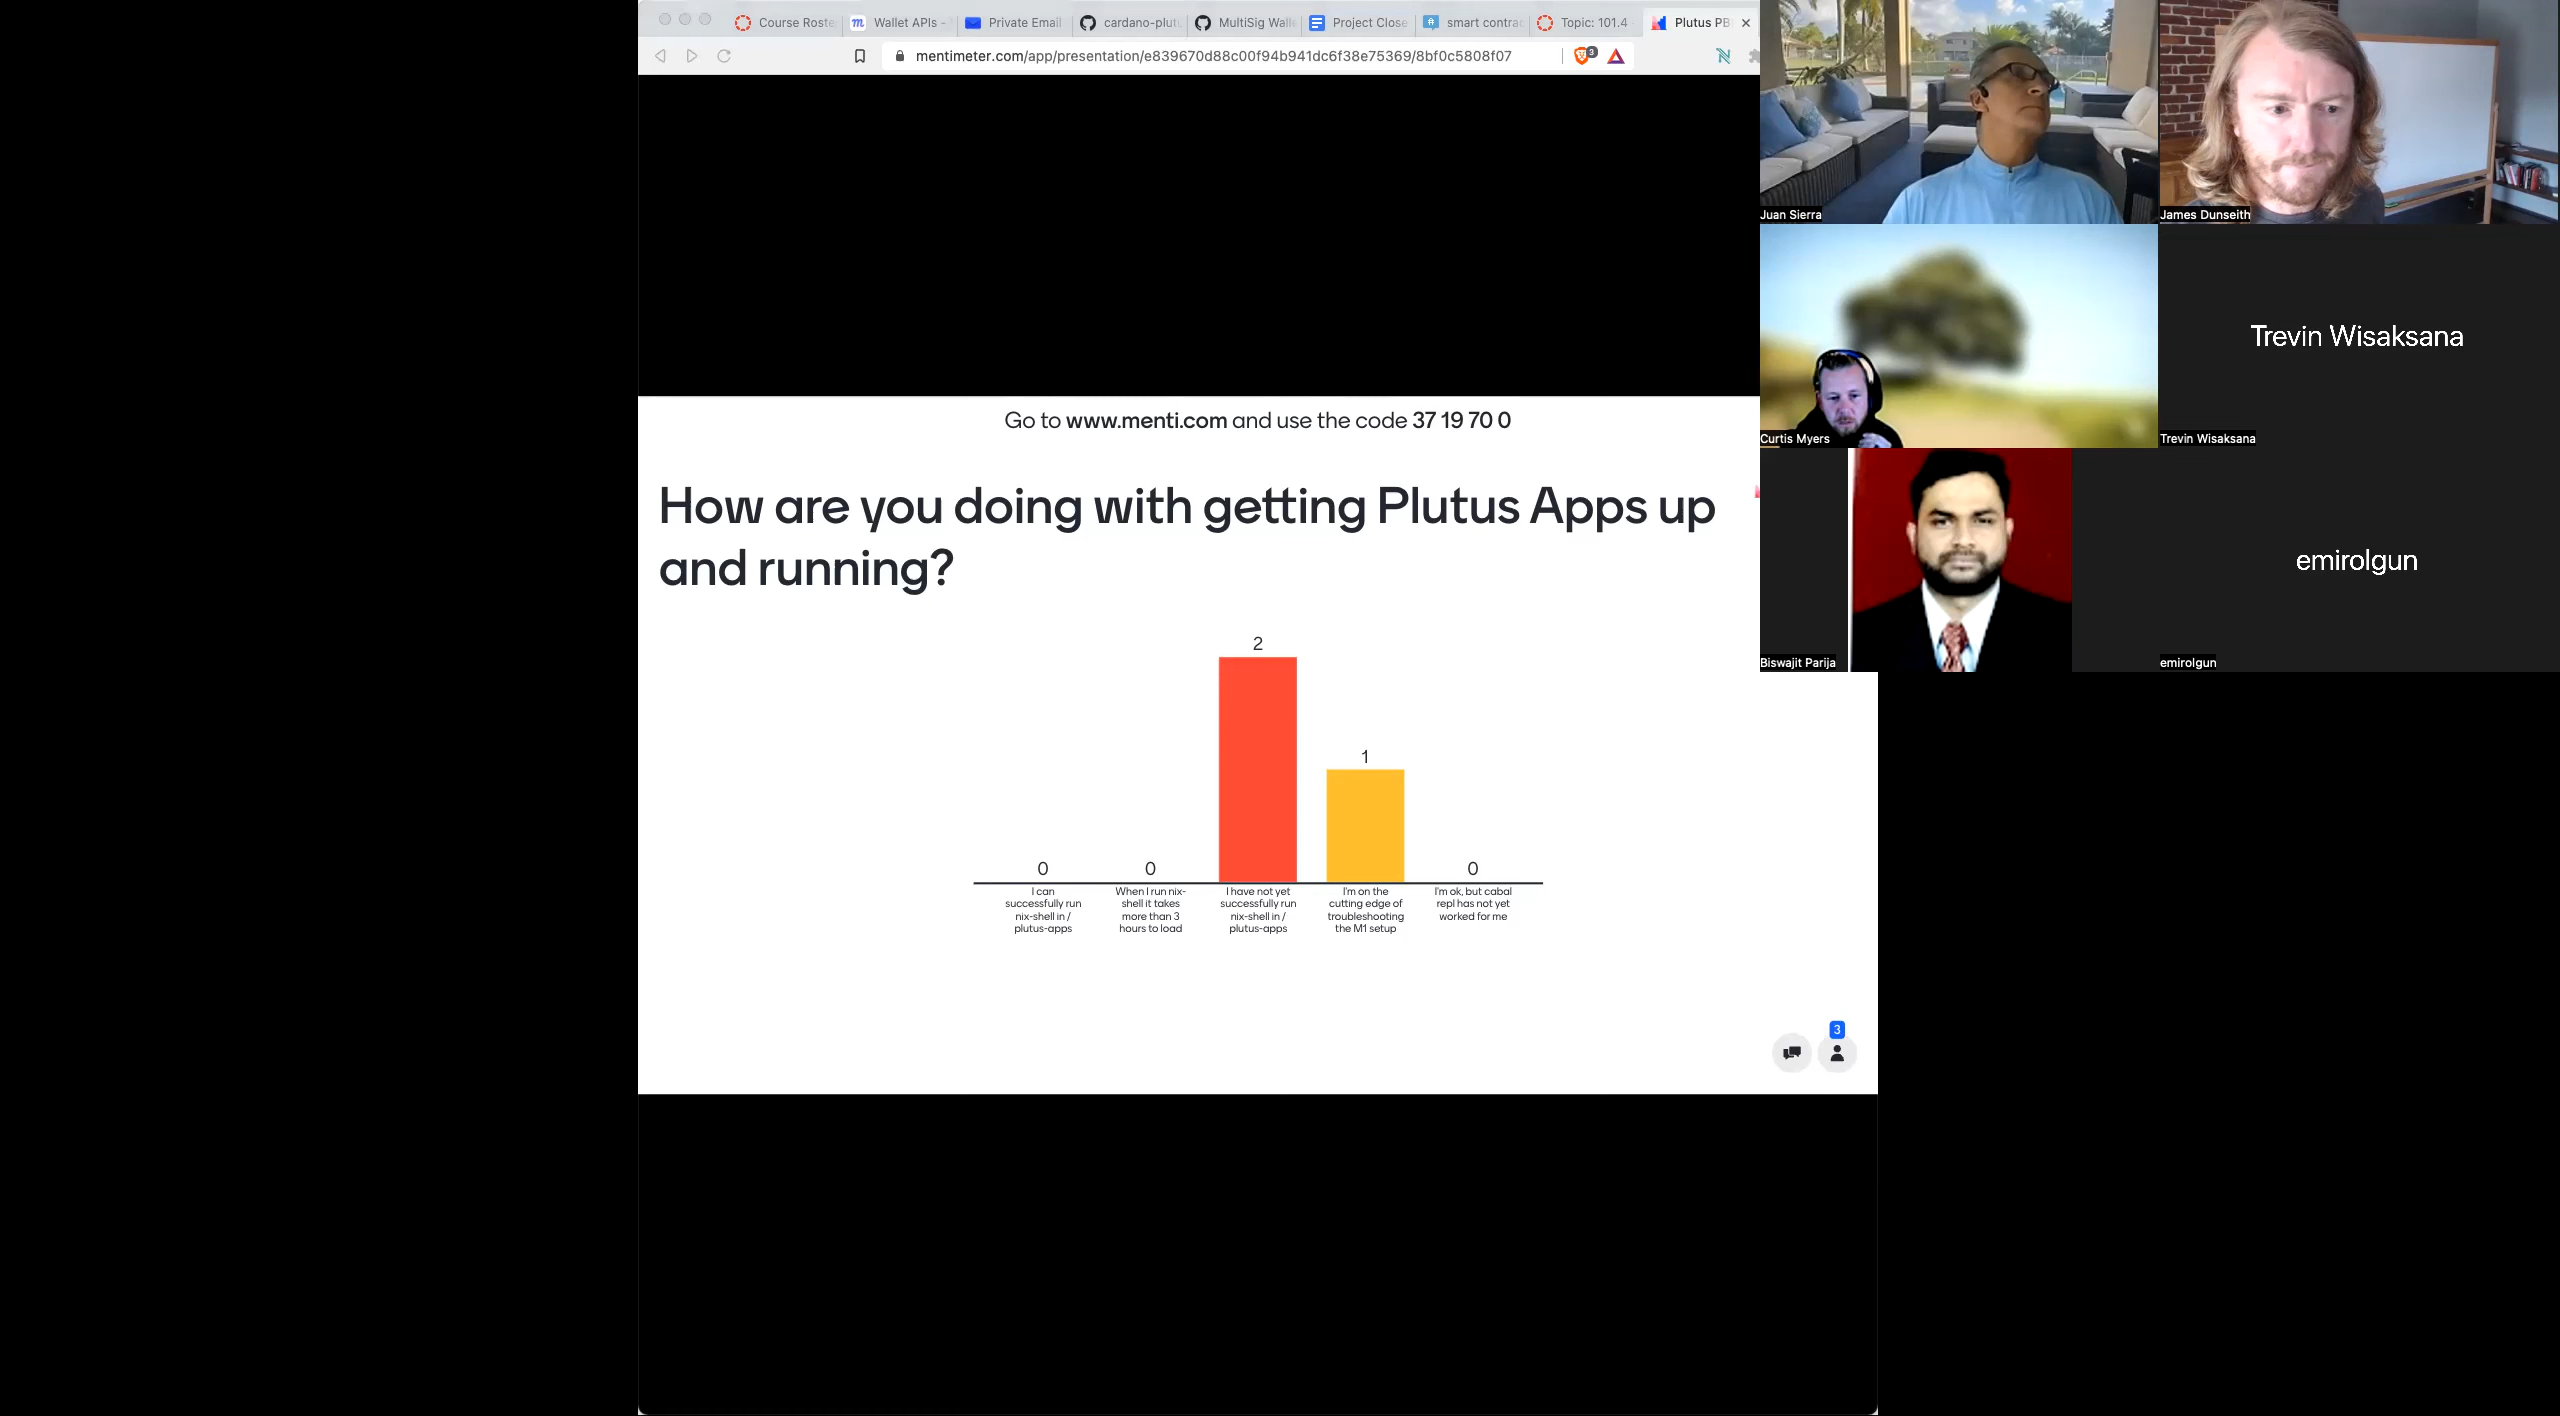 Course Roste
Wallet APIs -
Private Email
cardano-plut
MultiSig Walle
Project Close
smart contrac
Topic: 101.4
Plutus PB
mentimeter.com/app/presentation/e839670d88c00f94b941dc6f38e75369/8bf0c5808f07
3
Go to www.menti.com and use the code 37 19 70 0
How are you doing with getting Plutus Apps up
and running?
2
1
0
0
0
I can
successfully run
nix-shell in /
plutus-apps
When I run nix-
shell it takes
more than 3
hours to load
I have not yet
successfully run
nix-shell in /
plutus-apps
I'm on the
cutting edge of
troubleshooting
the M1 setup
I'm ok, but cabal
repl has not yet
worked for me
3
Juan Sierra
James Dunseith
Curtis Myers
Trevin Wisaksana
Trevin Wisaksana
Biswajit Parija
emirolgun
emirolgun